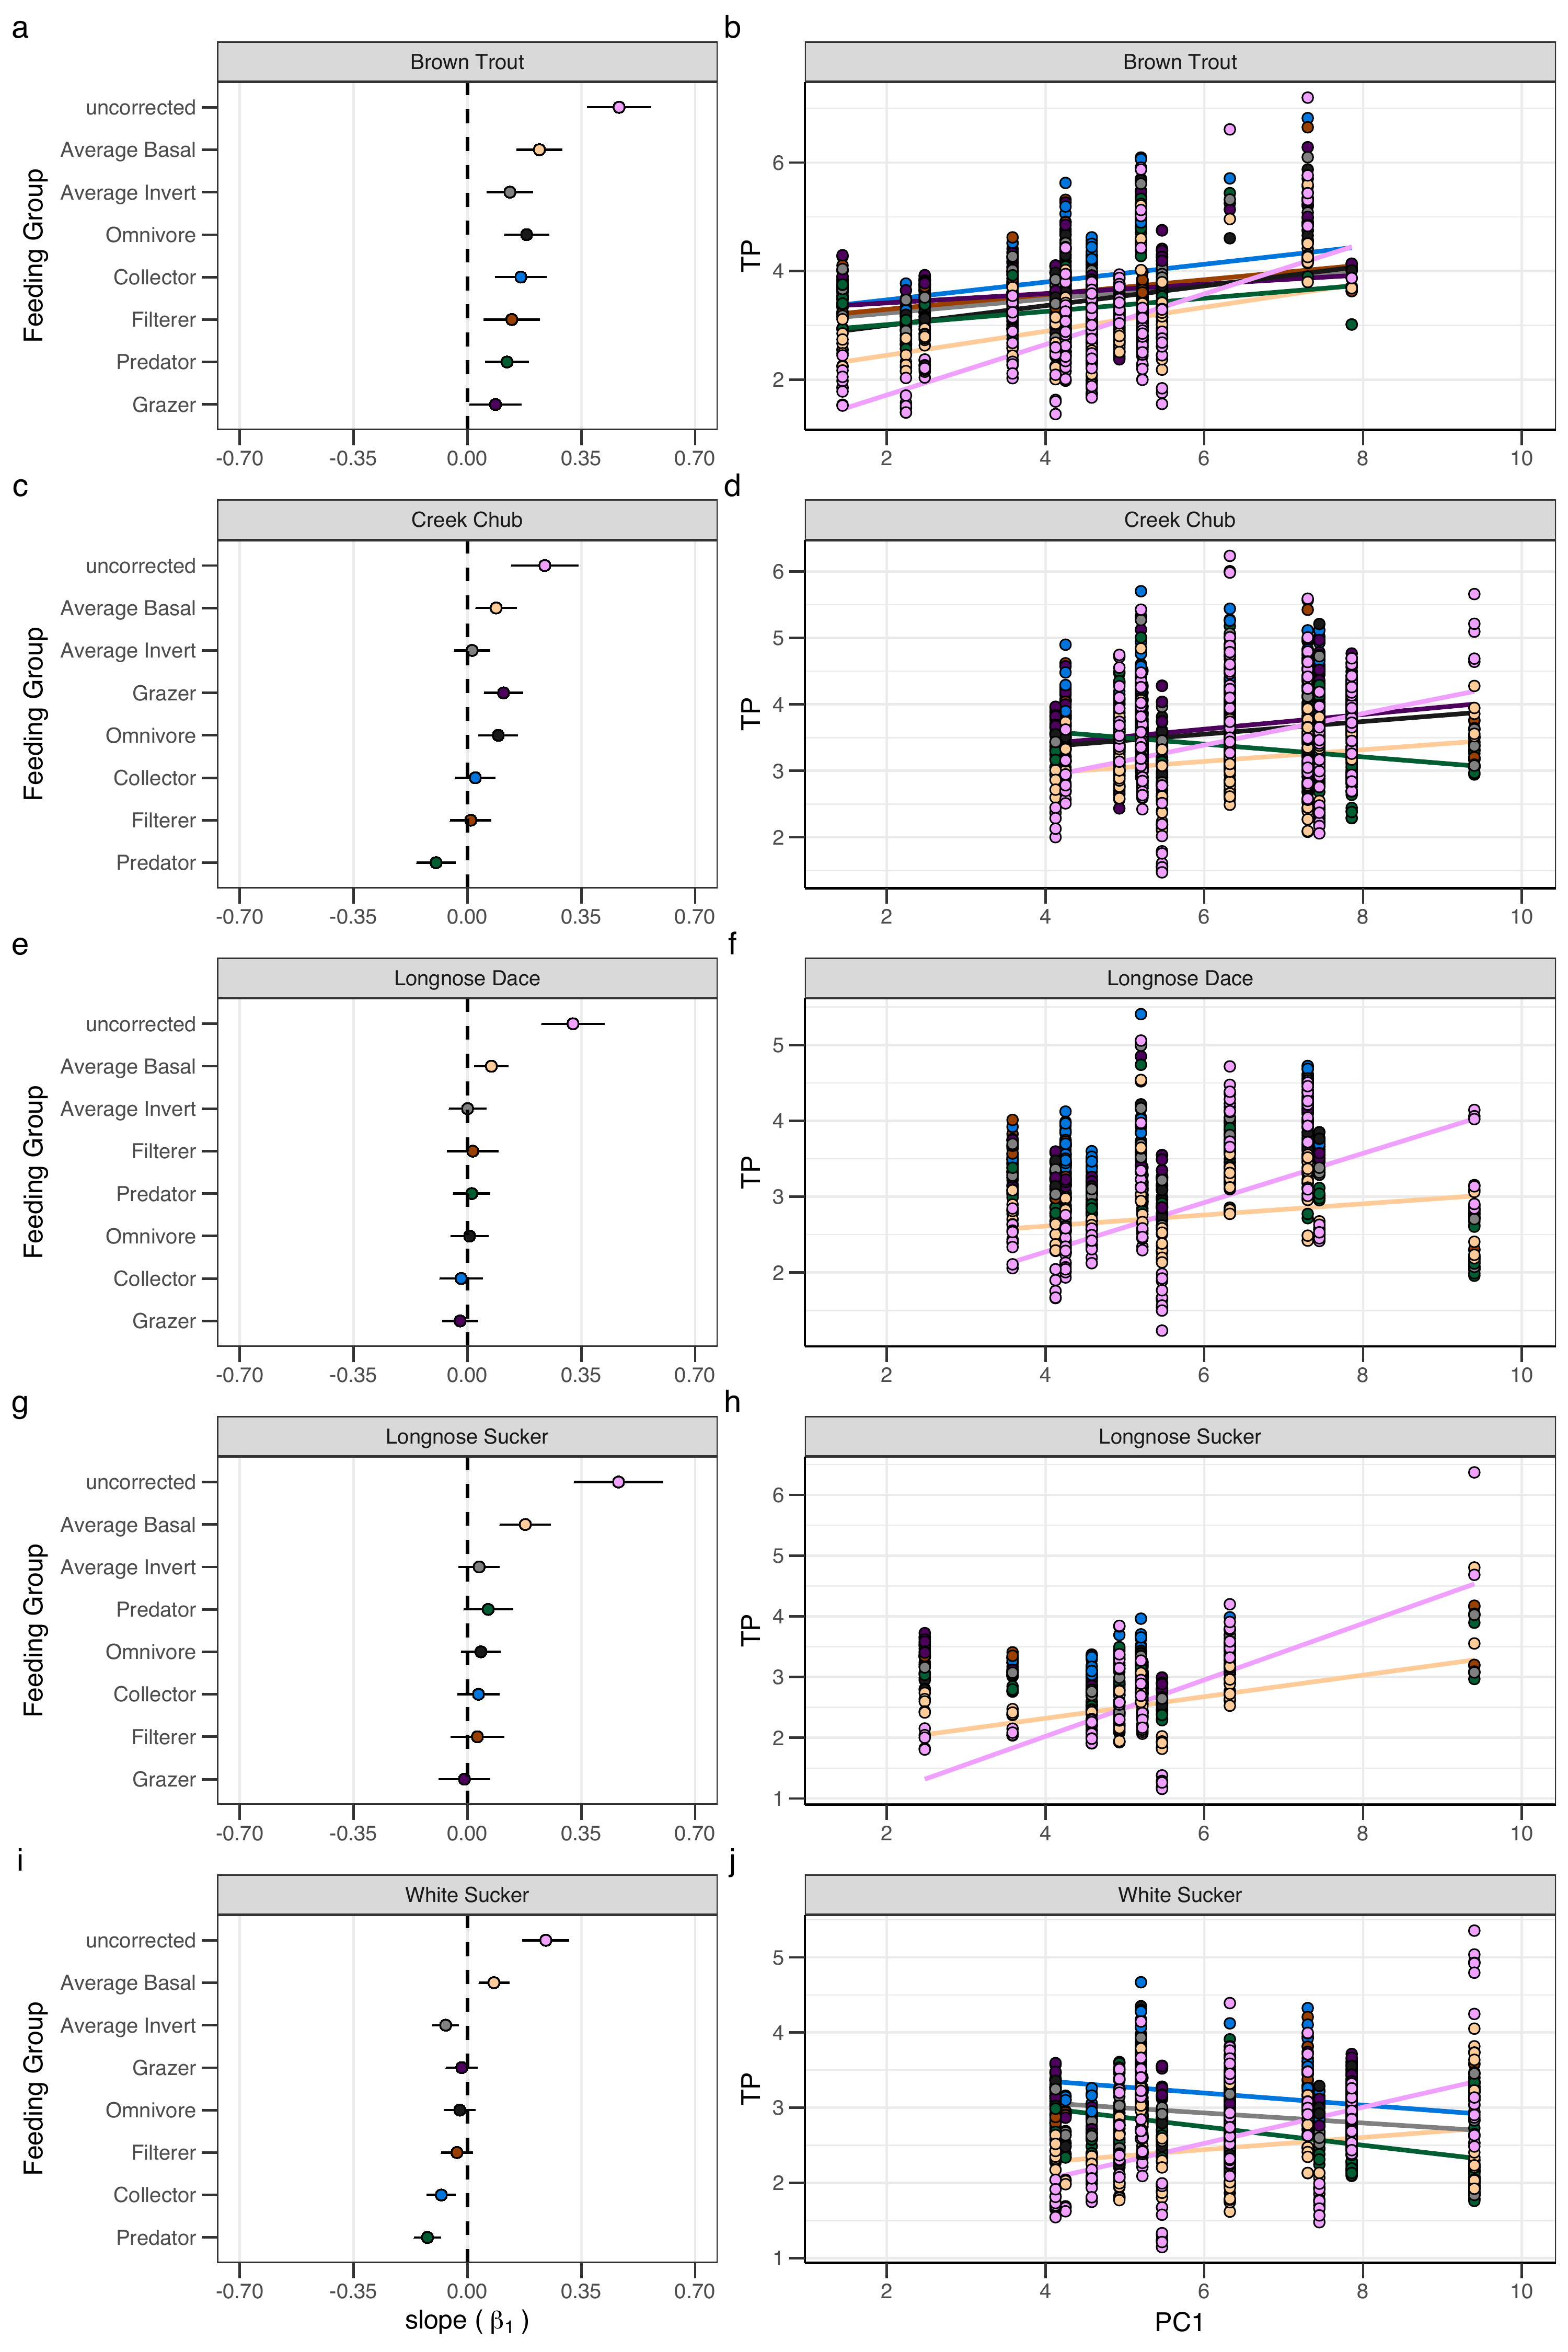 a
Brown Trout
Feeding Group
uncorrected
Average Basal
Average Invert
Omnivore
Collector
Filterer
Predator
Grazer
-0.70 -0.35 0.00 0.35 0.70
b
Brown Trout
TP
6
4
2
2 4 6 8 10
c
Creek Chub
Feeding Group
uncorrected
Average Basal
Average Invert
Grazer
Omnivore
Collector
Filterer
Predator
-0.70 -0.35 0.00 0.35 0.70
d
Creek Chub
TP
6
5
4
3
2
2 4 6 8 10
e
Longnose Dace
Feeding Group
uncorrected
Average Basal
Average Invert
Filterer
Predator
Omnivore
Collector
Grazer
-0.70 -0.35 0.00 0.35 0.70
f
Longnose Dace
TP
5
4
3
2
2 4 6 8 10
g
Longnose Sucker
Feeding Group
uncorrected
Average Basal
Average Invert
Predator
Omnivore
Collector
Filterer
Grazer
-0.70 -0.35 0.00 0.35 0.70
h
Longnose Sucker
TP
6
5
4
3
2
1
2 4 6 8 10
i
White Sucker
Feeding Group
uncorrected
Average Basal
Average Invert
Grazer
Omnivore
Filterer
Collector
Predator
-0.70 -0.35 0.00 0.35 0.70
slope ( β₁ )
j
White Sucker
TP
5
4
3
2
1
2 4 6 8 10
PC1